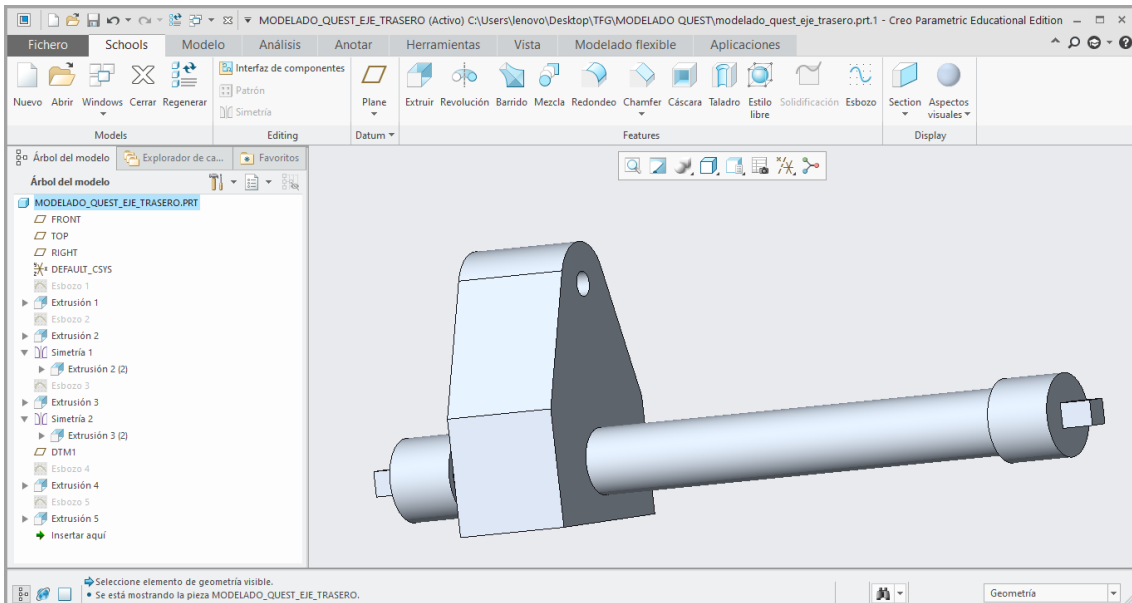 MODELADO_QUEST_EJE_TRASERO (Activo) C:\Users\lenovo\Desktop\TFG\MODELADO QUEST\modelado_quest_eje_trasero.prt.1 - Creo Parametric Educational Edition
Fichero Schools Modelo Análisis Anotar Herramientas Vista Modelado flexible Aplicaciones
Nuevo Abrir Windows Cerrar Regenerar
Interfaz de componentes
Patrón
Simetría
Plane
Extruir Revolución Barrido Mezcla Redondeo Chamfer Cáscara Taladro Estilo libre Solidificación Esbozo
Section Aspectos visuales
Models Editing Datum Features Display
Árbol del modelo Explorador de ca... Favoritos
Árbol del modelo
MODELADO_QUEST_EJE_TRASERO.PRT
FRONT
TOP
RIGHT
DEFAULT_CSYS
Esbozo 1
Extrusión 1
Esbozo 2
Extrusión 2
Simetría 1
Extrusión 2 (2)
Esbozo 3
Extrusión 3
Simetría 2
Extrusión 3 (2)
DTM1
Esbozo 4
Extrusión 4
Esbozo 5
Extrusión 5
Insertar aquí
Seleccione elemento de geometría visible.
• Se está mostrando la pieza MODELADO_QUEST_EJE_TRASERO.
Geometría